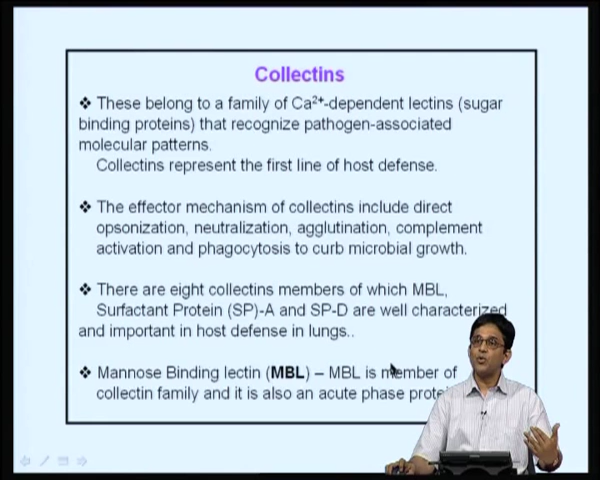 Collectins
❖ These belong to a family of Ca²⁺-dependent lectins (sugar
binding proteins) that recognize pathogen-associated
molecular patterns.
Collectins represent the first line of host defense.
❖ The effector mechanism of collectins include direct
opsonization, neutralization, agglutination, complement
activation and phagocytosis to curb microbial growth.
❖ There are eight collectins members of which MBL,
Surfactant Protein (SP)-A and SP-D are well characterized
and important in host defense in lungs..
❖ Mannose Binding lectin (MBL) – MBL is member of
collectin family and it is also an acute phase